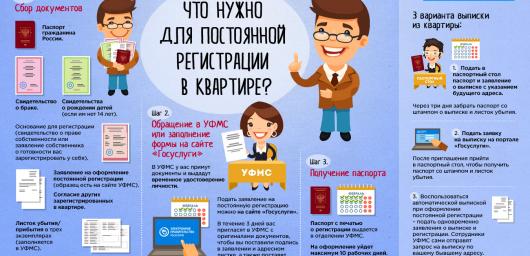 Сбор документов
Паспорт
гражданина
России.
Свидетельство
о браке.
Свидетельства
о рождении детей
(если им нет 14 лет).
Основание для регистрации
(свидетельство о праве
собственности или
заявление собственника
о готовности вас
зарегистрировать у себя).
Заявление на оформление
постоянной регистрации
(образец есть на сайте УФМС).
Согласие других
зарегистрированных
в квартире.
Листок убытие/
прибытия в трех
экземплярах
(заполняется
в УФМС).
ЧТО НУЖНО
ДЛЯ ПОСТОЯННОЙ
РЕГИСТРАЦИИ
В КВАРТИРЕ?
Шаг 2.
Обращение в УФМС
или заполнение
формы на сайте
«Госуслуги»
В УФМС у вас примут
документы и выдадут
временное удостоверение
личности.
УФМС
Подать заявление
на постоянную регистрацию
можно на сайте «Госуслуги».
В течение 3 дней вас
пригласят в УФМС с
оригиналами документов,
чтобы вы поставили подпись
в заявлении и адресном
листке, а также поставят
Шаг 3.
Получение паспорта
ФЕВРАЛЬ
Паспорт с печатью
о регистрации выдается
в отделении УФМС.
На оформление уйдет
максимум 10 рабочих дней.
3 варианта выписки
из квартиры:
ПАСПОРТНЫЙ
СТОЛ
1. Подать в
паспортный стол
паспорт и заявление
о выписке с указанием
будущего адреса.
Через три дня забрать паспорт со
штампом и листок убытия.
2. Подать заявку
на выписку на портале
«Госуслуги».
После приглашения прийти
в паспортный стол, чтобы получить
паспорт со штампом и листок
убытия.
3. Воспользоваться
автоматической выпиской
при оформлении
постоянной регистрации
- подать одновременно
заявления о выписке и
регистрации. Сотрудники
УФМС сами отправят
запрос на выписку по
вашему бывшему адресу.